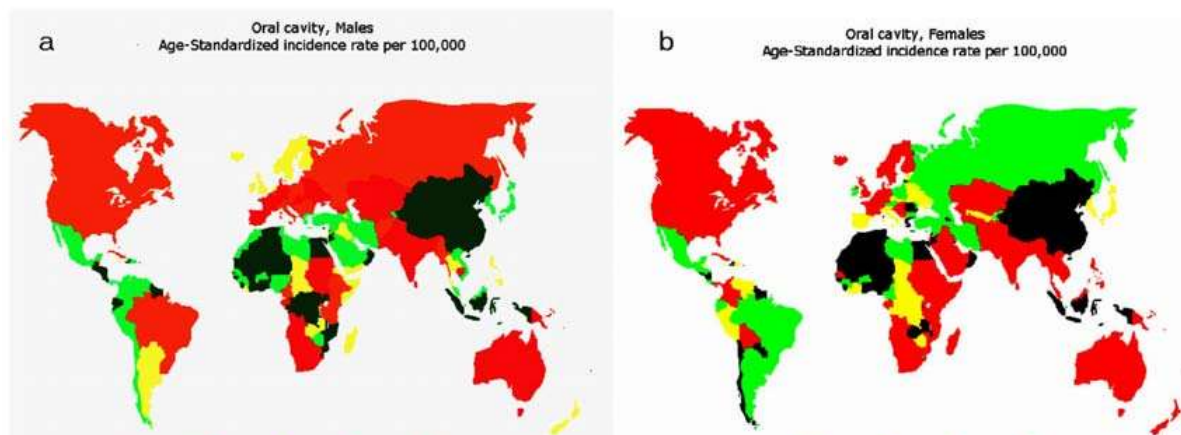 a
Oral cavity, Males
Age-Standardized incidence rate per 100,000
b
Oral cavity, Females
Age-Standardized incidence rate per 100,000